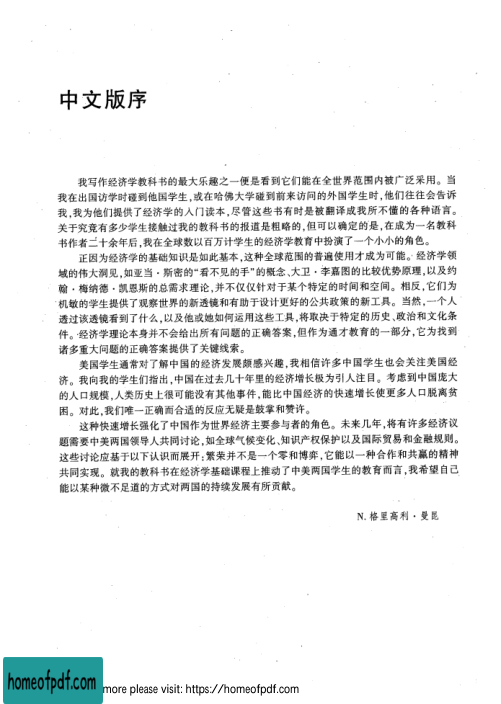 中文版序
我写作经济学教科书的最大乐趣之一便是看到它们能在全世界范围内被广泛采用。当
我在出国访学时碰到他国学生,或在哈佛大学碰到前来访问的外国学生时,他们往往会告诉
我,我为他们提供了经济学的入门读本,尽管这些书有时是被翻译成我所不懂的各种语言。
关于究竟有多少学生接触过我的教科书的报道是粗略的,但可以确定的是,在成为一名教科
书作者二十余年后,我在全球数以百万计学生的经济学教育中扮演了一个小小的角色。
正因为经济学的基础知识是如此基本,这种全球范围的普遍使用才成为可能。经济学领
域的伟大洞见,如亚当·斯密的“看不见的手”的概念、大卫·李嘉图的比较优势原理,以及约
翰·梅纳德·凯恩斯的总需求理论,并不仅仅针对于某个特定的时间和空间。相反,它们为
机敏的学生提供了观察世界的新透镜和有助于设计更好的公共政策的新工具。当然,一个人
透过该透镜看到了什么,以及他或她如何运用这些工具,将取决于特定的历史、政治和文化条
件。经济学理论本身并不会给出所有问题的正确答案,但作为通才教育的一部分,它为找到
诸多重大问题的正确答案提供了关键线索。
美国学生通常对了解中国的经济发展颇感兴趣,我相信许多中国学生也会关注美国经
济。我向我的学生们指出,中国在过去几十年里的经济增长极为引人注目。考虑到中国庞大
的人口规模,人类历史上很可能没有其他事件,能比中国经济的快速增长使更多人口脱离贫
困。对此,我们唯一正确而合适的反应无疑是鼓掌和赞许。
这种快速增长强化了中国作为世界经济主要参与者的角色。未来几年,将有许多经济议
题需要中美两国领导人共同讨论,如全球气候变化、知识产权保护以及国际贸易和金融规则。
这些讨论应基于以下认识而展开:繁荣并不是一个零和博弈,它能以一种合作和共赢的精神
共同实现。就我的教科书在经济学基础课程上推动了中美两国学生的教育而言,我希望自己
能以某种微不足道的方式对两国的持续发展有所贡献。
N. 格里高利·曼昆
homeofpdf.com
more please visit: https://homeofpdf.com